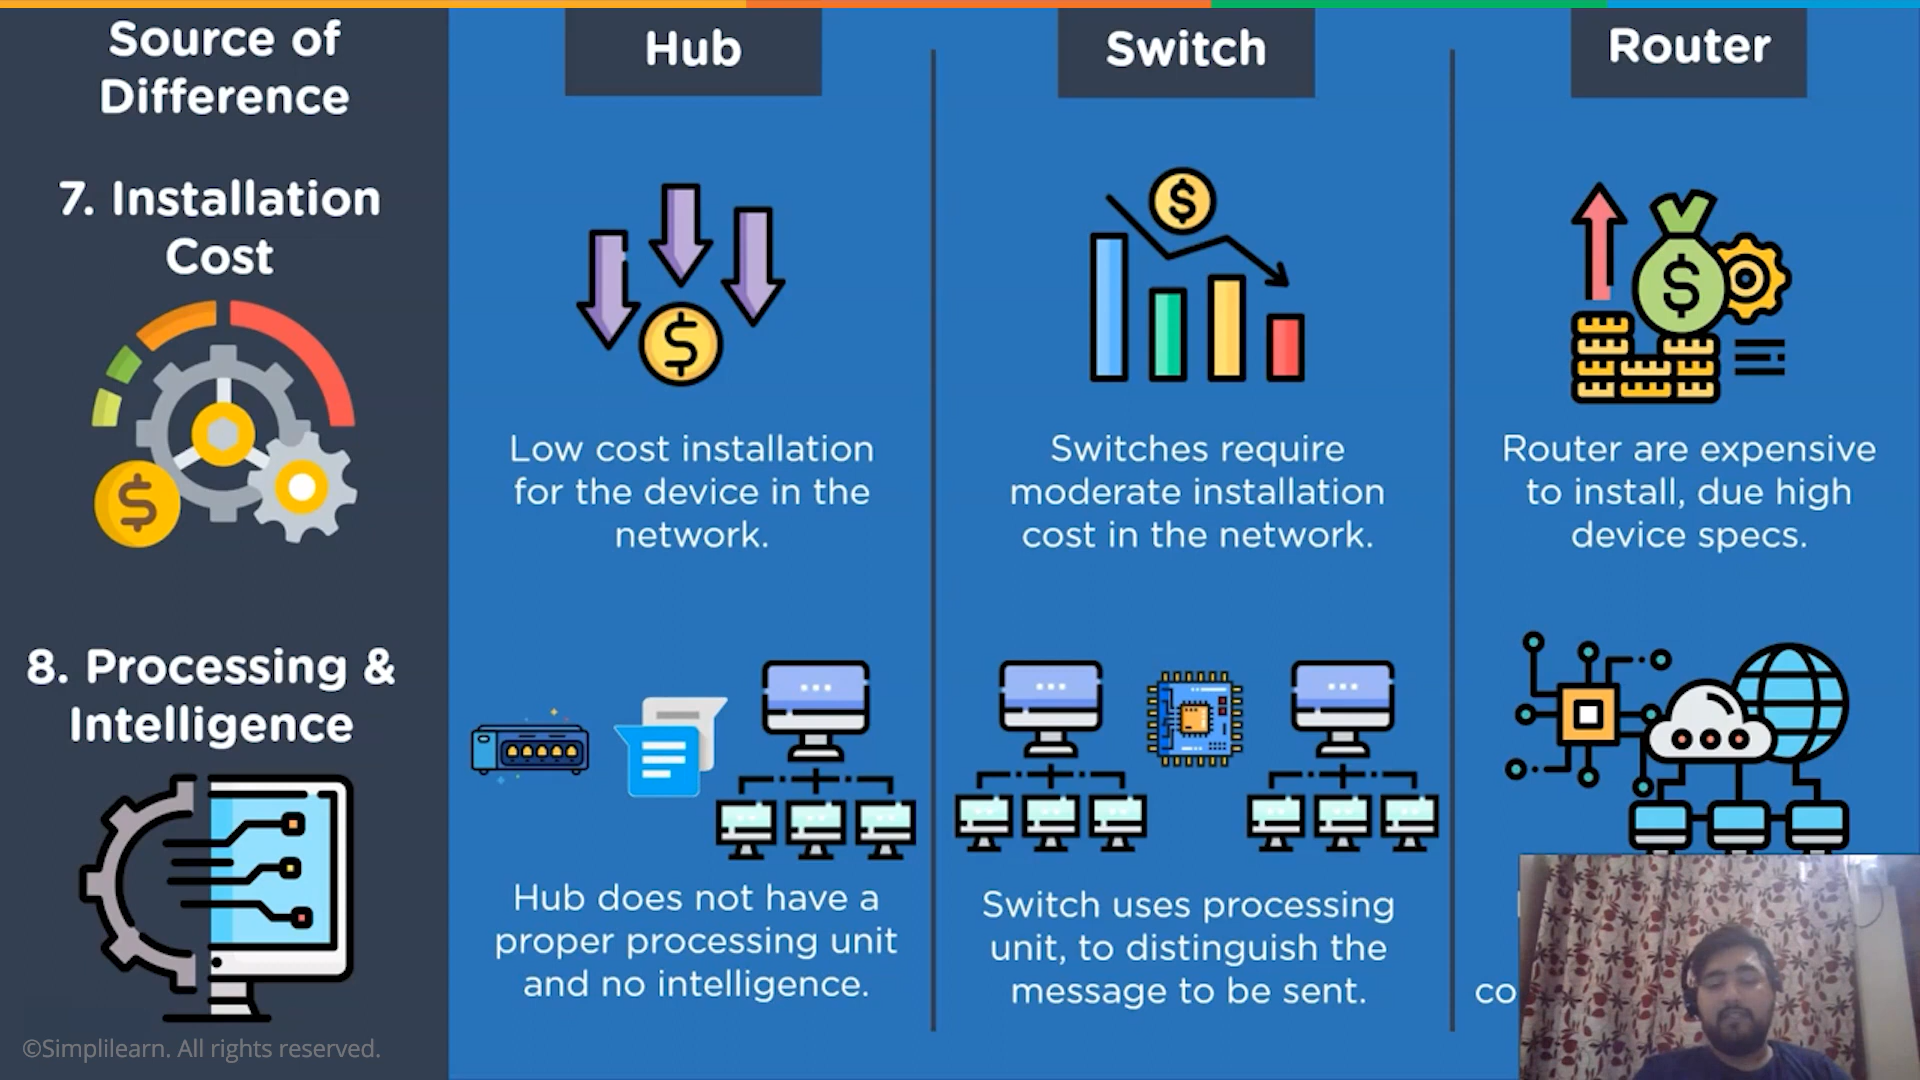 Source of
Difference
Hub
Switch
Router
7. Installation
Cost
Low cost installation
for the device in the
network.
Switches require
moderate installation
cost in the network.
Router are expensive
to install, due high
device specs.
8. Processing &
Intelligence
Hub does not have a
proper processing unit
and no intelligence.
Switch uses processing
unit, to distinguish the
message to be sent.
co
©Simplilearn. All rights reserved.